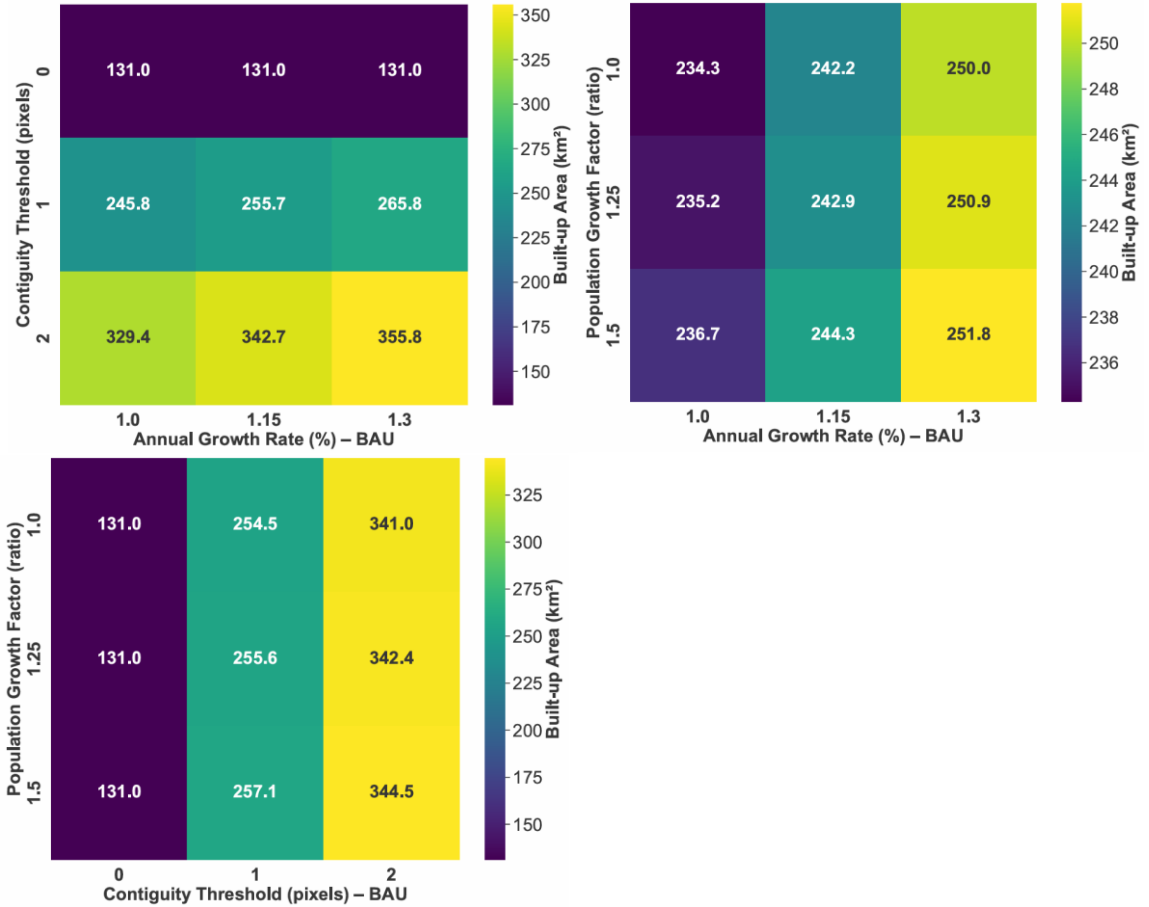 Contiguity Threshold (pixels)
0
131.0 131.0 131.0
1
245.8 255.7 265.8
2
329.4 342.7 355.8
1.0 1.15 1.3
Annual Growth Rate (%) – BAU
350
325
300
275
250
225
200
175
150
Built-up Area (km²)
Population Growth Factor (ratio)
1.0
234.3 242.2 250.0
1.25
235.2 242.9 250.9
1.5
236.7 244.3 251.8
1.0 1.15 1.3
Annual Growth Rate (%) – BAU
250
248
246
244
242
240
238
236
Built-up Area (km²)
Population Growth Factor (ratio)
1.0
131.0 254.5 341.0
1.25
131.0 255.6 342.4
1.5
131.0 257.1 344.5
0 1 2
Contiguity Threshold (pixels) – BAU
325
300
275
250
225
200
175
150
Built-up Area (km²)